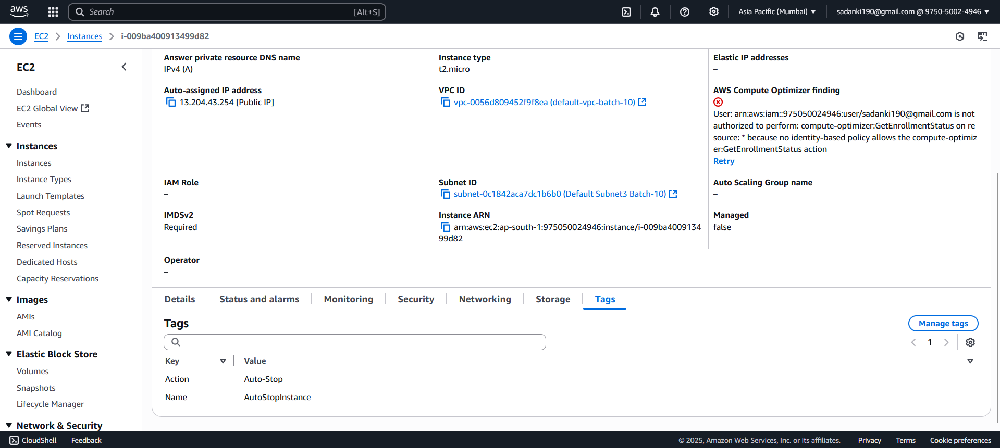 aws
Search
[Alt+S]
Asia Pacific (Mumbai)
sadanki190@gmail.com @ 9750-5002-4946
EC2
Instances
i-009ba400913499d82
EC2
Dashboard
EC2 Global View
Events
Instances
Instances
Instance Types
Launch Templates
Spot Requests
Savings Plans
Reserved Instances
Dedicated Hosts
Capacity Reservations
Images
AMIs
AMI Catalog
Elastic Block Store
Volumes
Snapshots
Lifecycle Manager
Network & Security
Answer private resource DNS name
IPv4 (A)
Instance type
t2.micro
Elastic IP addresses
–
Auto-assigned IP address
13.204.43.254 [Public IP]
VPC ID
vpc-0056d809452f9f8ea (default-vpc-batch-10)
AWS Compute Optimizer finding
User: arn:aws:iam::975050024946:user/sadanki190@gmail.com is not
authorized to perform: compute-optimizer:GetEnrollmentStatus on re
source: * because no identity-based policy allows the compute-optimiz
er:GetEnrollmentStatus action
Retry
IAM Role
–
Subnet ID
subnet-0c1842aca7dc1b6b0 (Default Subnet3 Batch-10)
Auto Scaling Group name
–
IMDSv2
Required
Instance ARN
arn:aws:ec2:ap-south-1:975050024946:instance/i-009ba4009134
99d82
Managed
false
Operator
–
Details
Status and alarms
Monitoring
Security
Networking
Storage
Tags
Tags
Manage tags
1
Key
Value
Action
Auto-Stop
Name
AutoStopInstance
CloudShell
Feedback
© 2025, Amazon Web Services, Inc. or its affiliates.
Privacy
Terms
Cookie preferences